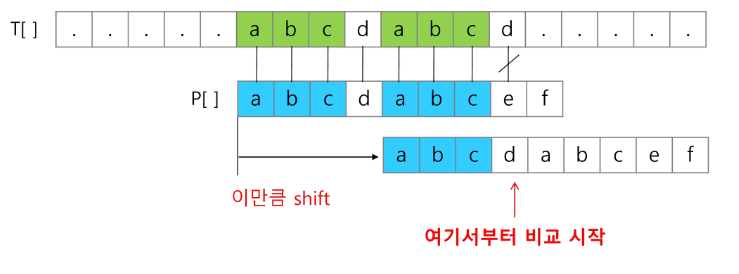 T[ ] . . . . . a b c d a b c d . . . . .
P[ ] a b c d a b c e f
a b c d a b c e f
이만큼 shift
여기서부터 비교 시작